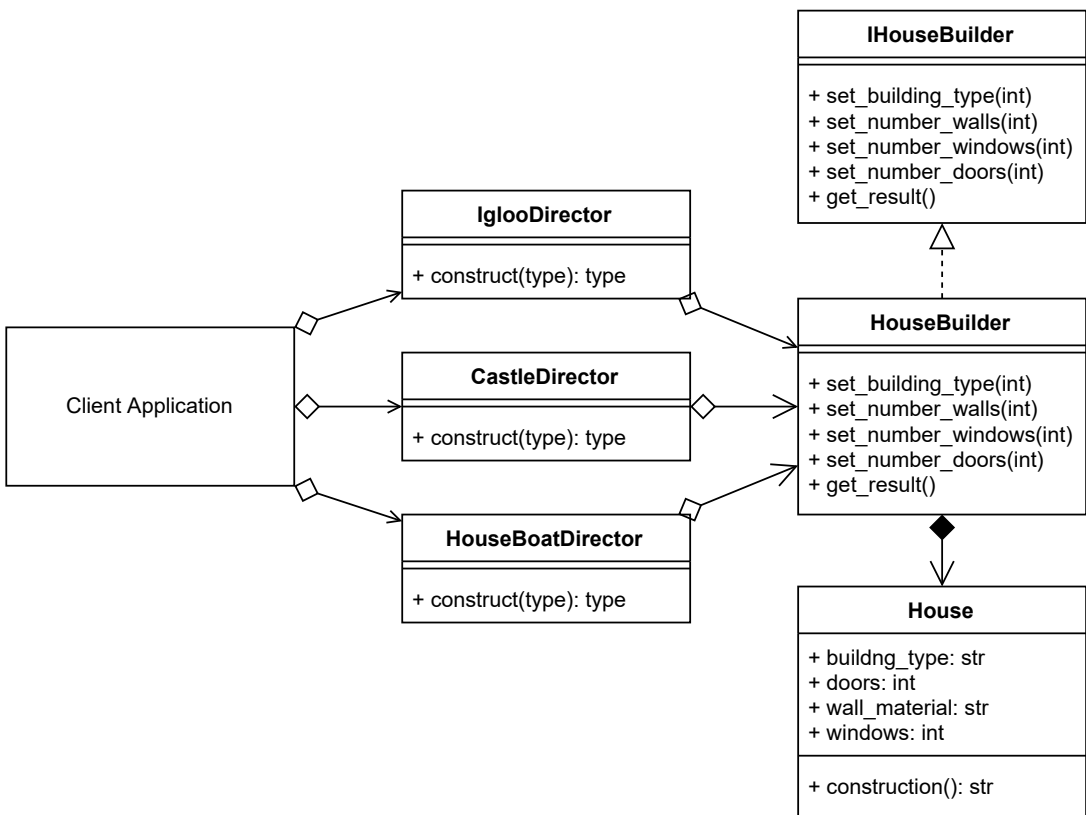 IHouseBuilder
+ set_building_type(int)
+ set_number_walls(int)
+ set_number_windows(int)
+ set_number_doors(int)
+ get_result()
IglooDirector
+ construct(type): type
Client Application
CastleDirector
+ construct(type): type
HouseBoatDirector
+ construct(type): type
HouseBuilder
+ set_building_type(int)
+ set_number_walls(int)
+ set_number_windows(int)
+ set_number_doors(int)
+ get_result()
House
+ buildng_type: str
+ doors: int
+ wall_material: str
+ windows: int
+ construction(): str